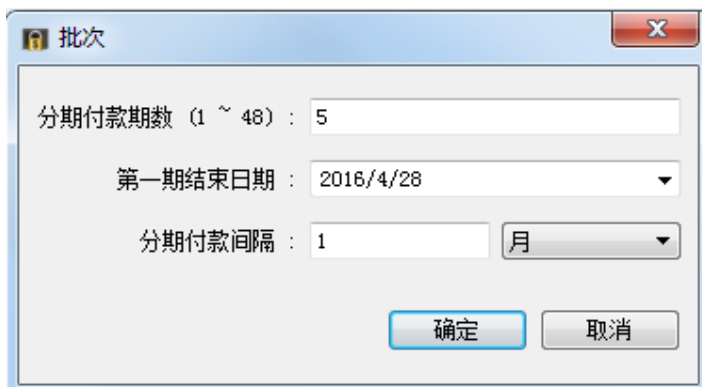 批次
分期付款期数 (1 ~ 48) : 5
第一期结束日期 : 2016/4/28
分期付款间隔 : 1 月
确定 取消